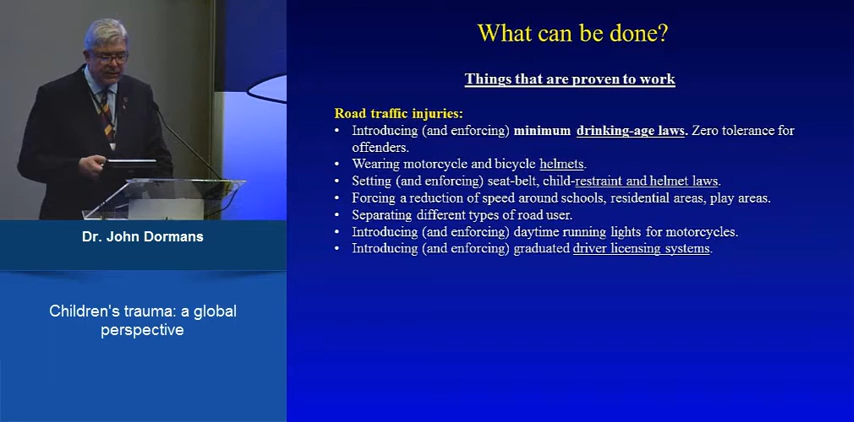 What can be done?
Things that are proven to work
Road traffic injuries:
• Introducing (and enforcing) minimum drinking-age laws. Zero tolerance for
offenders.
• Wearing motorcycle and bicycle helmets.
• Setting (and enforcing) seat-belt, child-restraint and helmet laws.
• Forcing a reduction of speed around schools, residential areas, play areas.
• Separating different types of road user.
• Introducing (and enforcing) daytime running lights for motorcycles.
• Introducing (and enforcing) graduated driver licensing systems.
Dr. John Dormans
Children's trauma: a global
perspective